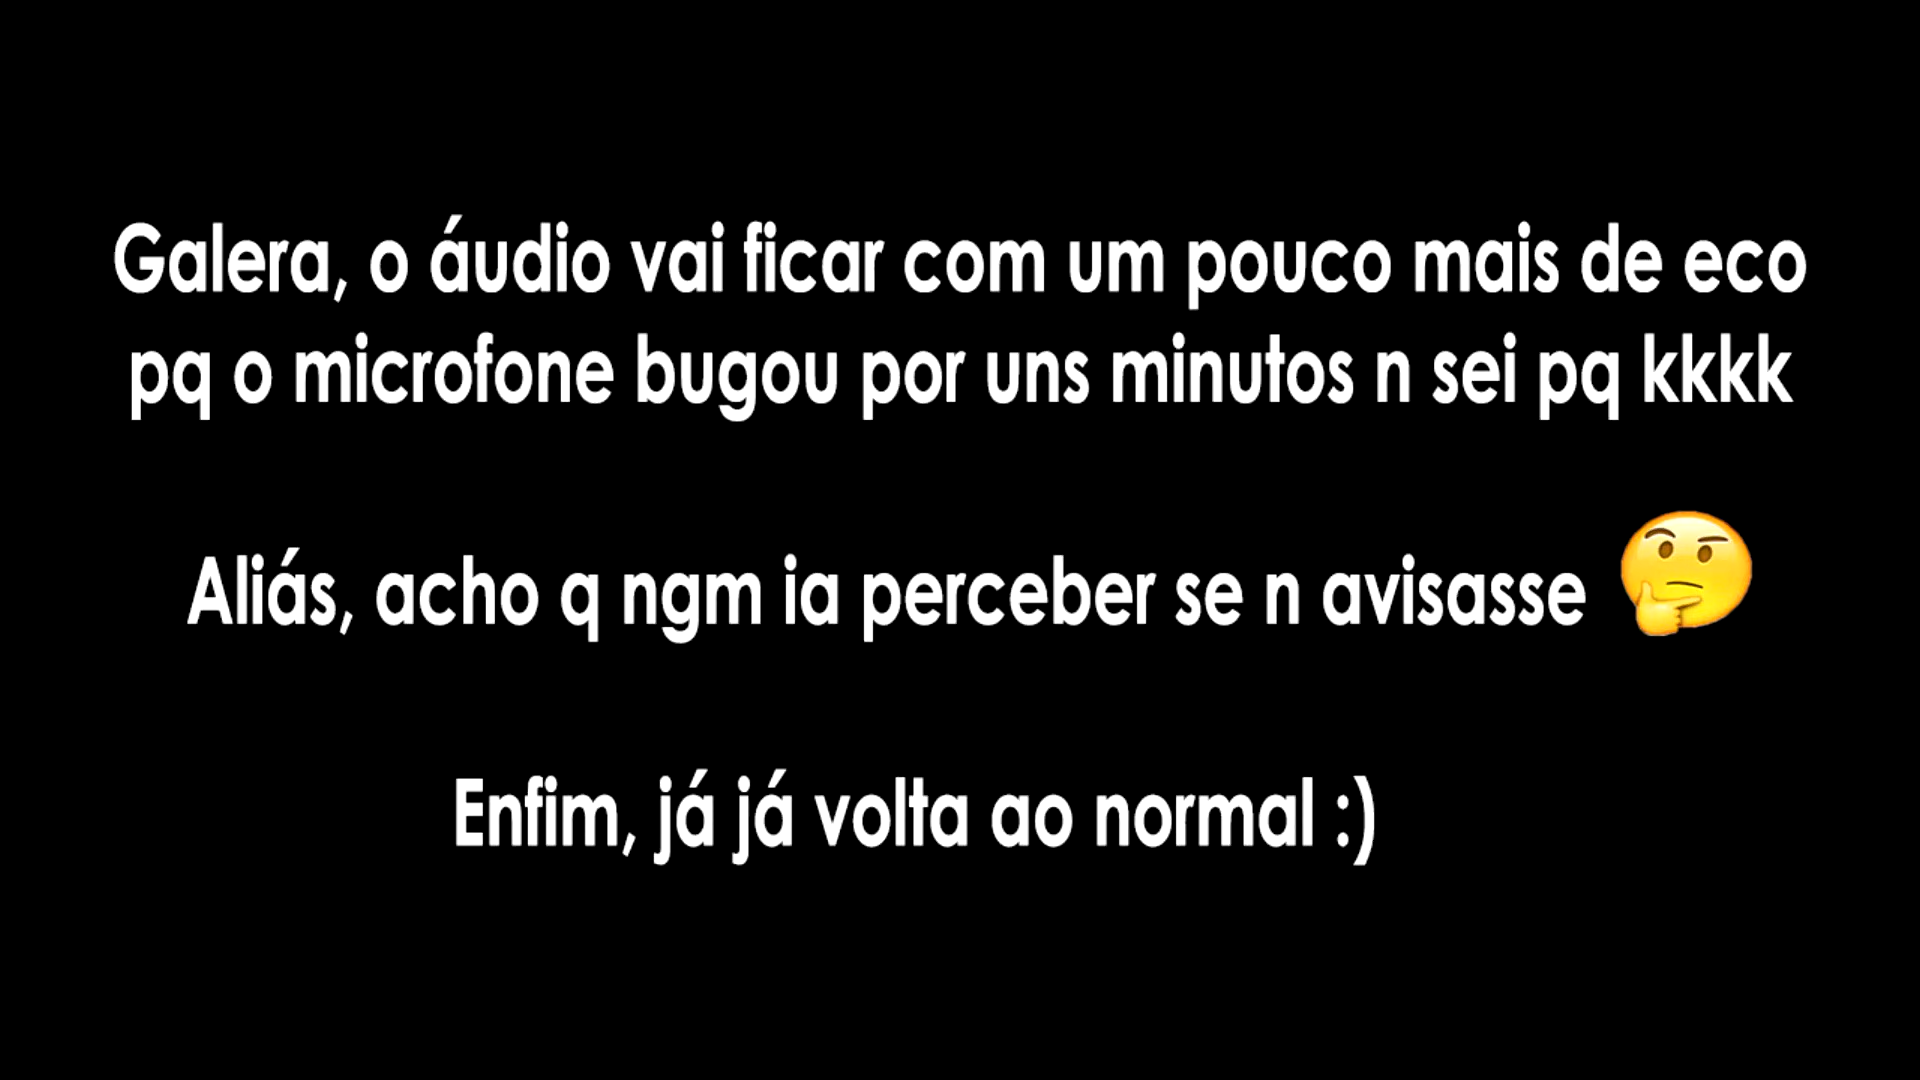 Galera, o áudio vai ficar com um pouco mais de eco
pq o microfone bugou por uns minutos n sei pq kkkk
Aliás, acho q ngm ia perceber se n avisasse 🤔
Enfim, já já volta ao normal :)